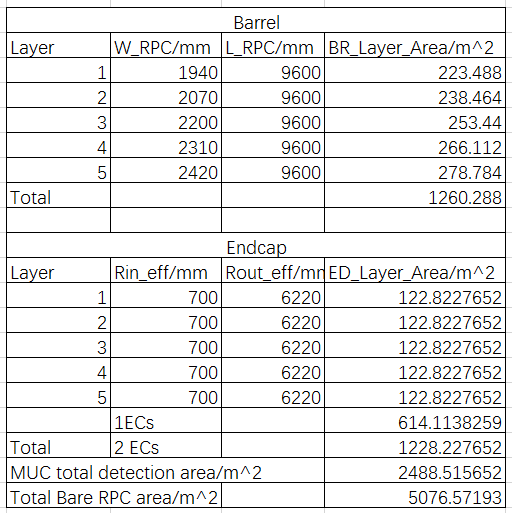 Barrel
Layer W_RPC/mm L_RPC/mm BR_Layer_Area/m^2
1 1940 9600 223.488
2 2070 9600 238.464
3 2200 9600 253.44
4 2310 9600 266.112
5 2420 9600 278.784
Total 1260.288
Endcap
Layer Rin_eff/mm Rout_eff/mm ED_Layer_Area/m^2
1 700 6220 122.8227652
2 700 6220 122.8227652
3 700 6220 122.8227652
4 700 6220 122.8227652
5 700 6220 122.8227652
1ECs 614.1138259
Total 2 ECs 1228.227652
MUC total detection area/m^2 2488.515652
Total Bare RPC area/m^2 5076.57193